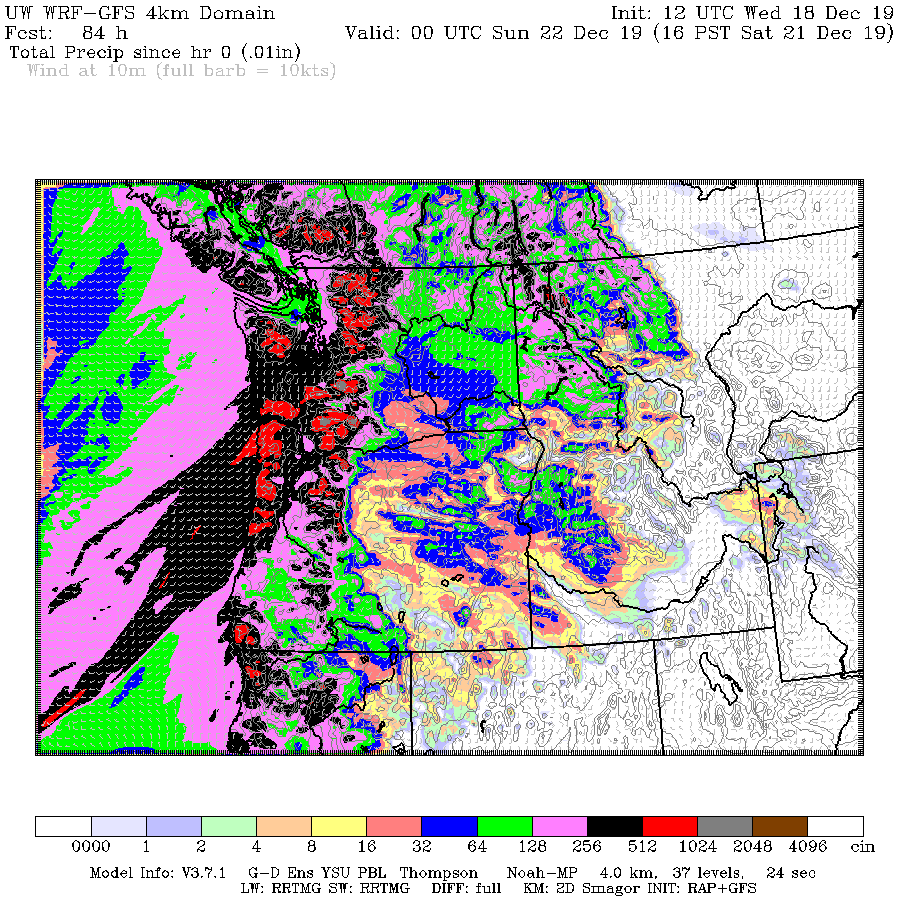 UW WRF-GFS 4km Domain Init: 12 UTC Wed 18 Dec 19
Fcst: 84 h Valid: 00 UTC Sun 22 Dec 19 (16 PST Sat 21 Dec 19)
Total Precip since hr 0 (.01in)
Wind at 10m (full barb = 10kts)
0000 1 2 4 8 16 32 64 128 256 512 1024 2048 4096 cin
Model Info: V3.7.1 G-D Ens YSU PBL Thompson Noah-MP 4.0 km, 37 levels, 24 sec
LW: RRTMG SW: RRTMG DIFF: full KM: 2D Smagor INIT: RAP+GFS